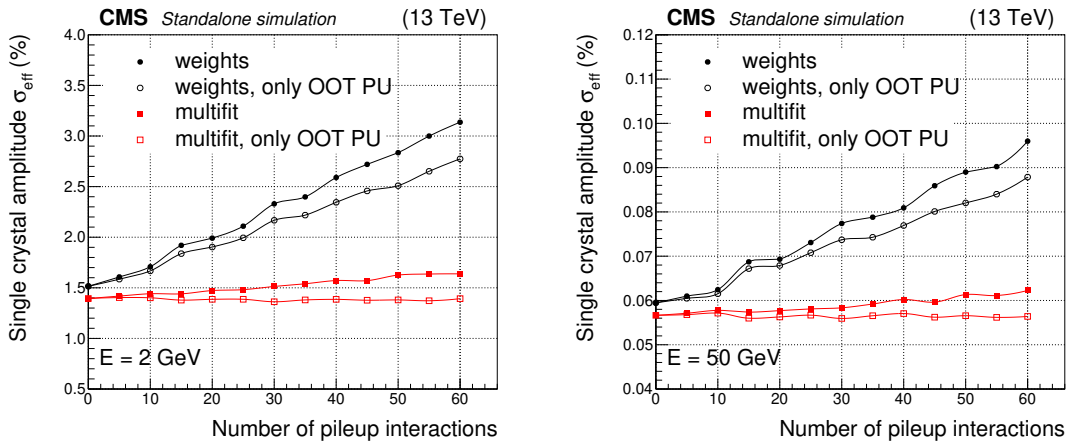 CMS Standalone simulation (13 TeV)
Single crystal amplitude σeff (%)
4.0
3.5
3.0
2.5
2.0
1.5
1.0
0.5
weights
weights, only OOT PU
multifit
multifit, only OOT PU
E = 2 GeV
0 10 20 30 40 50 60
Number of pileup interactions
CMS Standalone simulation (13 TeV)
Single crystal amplitude σeff (%)
0.12
0.11
0.10
0.09
0.08
0.07
0.06
0.05
0.04
weights
weights, only OOT PU
multifit
multifit, only OOT PU
E = 50 GeV
0 10 20 30 40 50 60
Number of pileup interactions